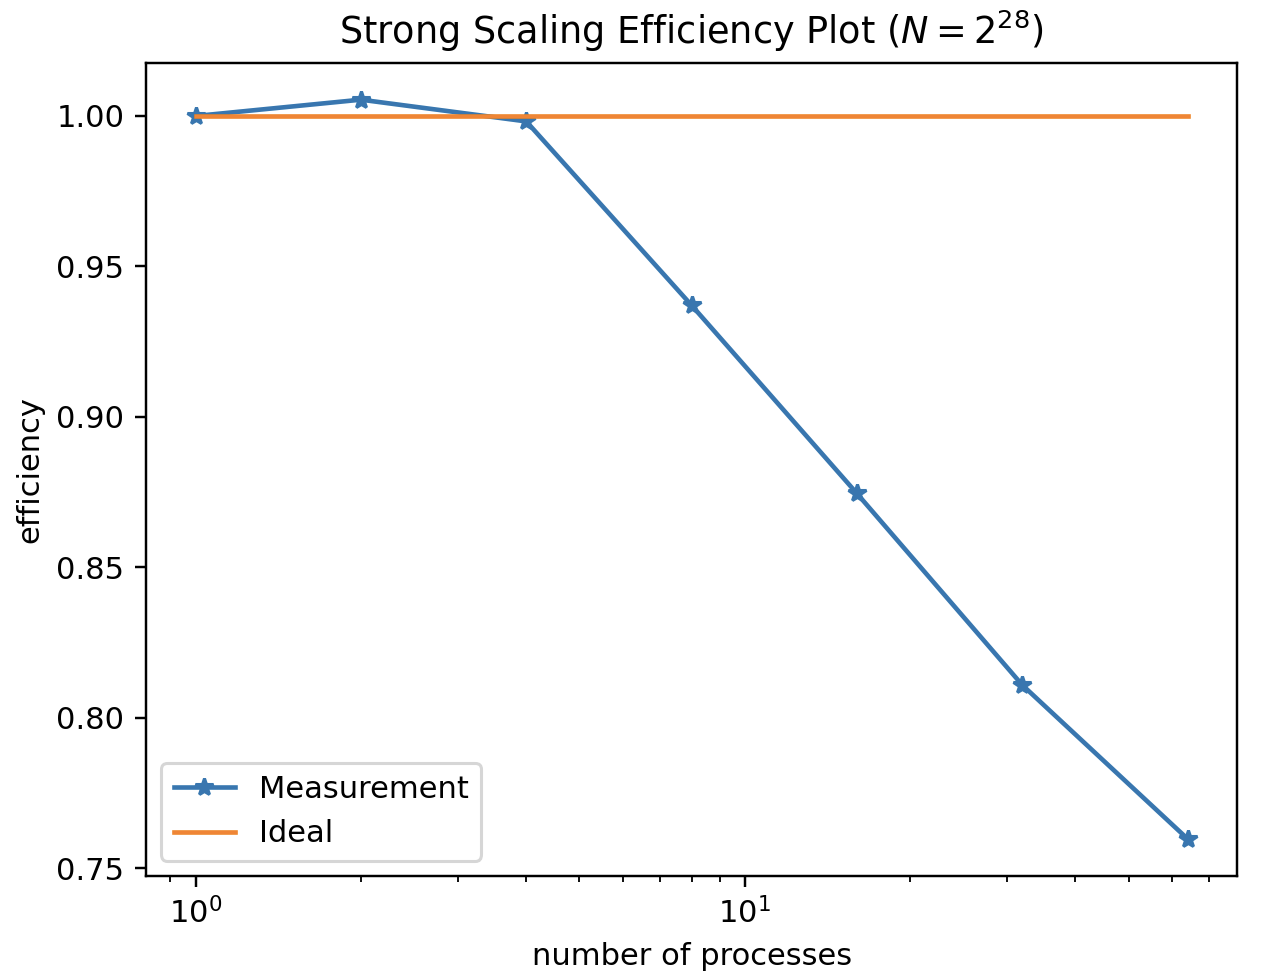 Strong Scaling Efficiency Plot (N = 2²⁸)
1.00
0.95
0.90
0.85
0.80
0.75
efficiency
Measurement
Ideal
10⁰ 10¹
number of processes